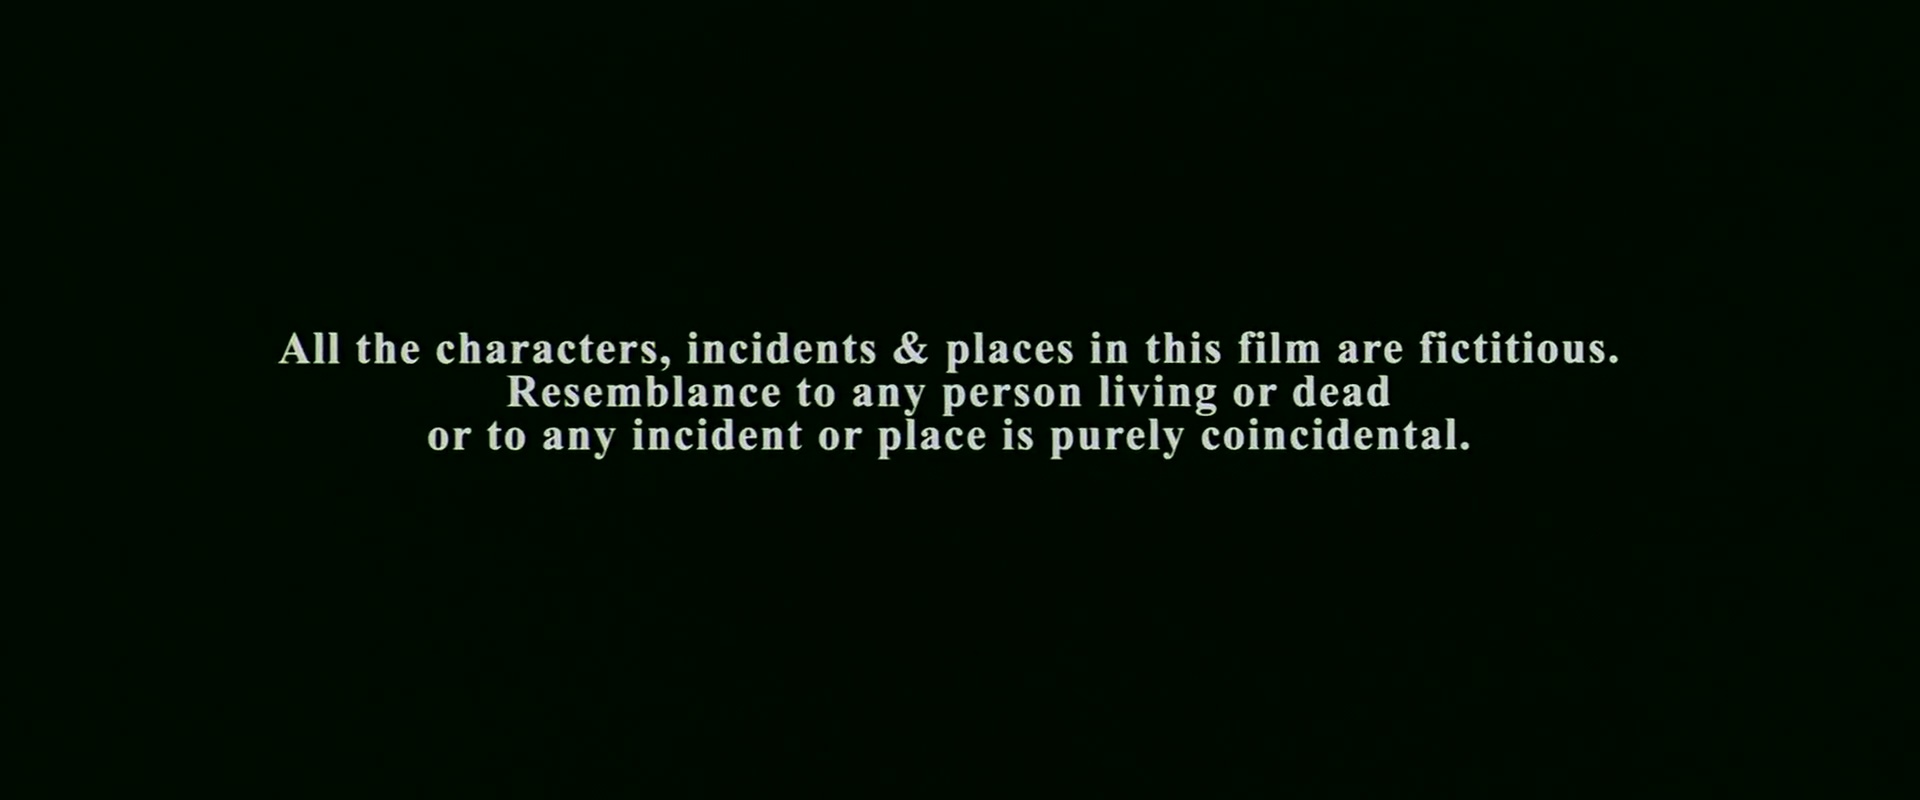 All the characters, incidents & places in this film are fictitious.
Resemblance to any person living or dead
or to any incident or place is purely coincidental.